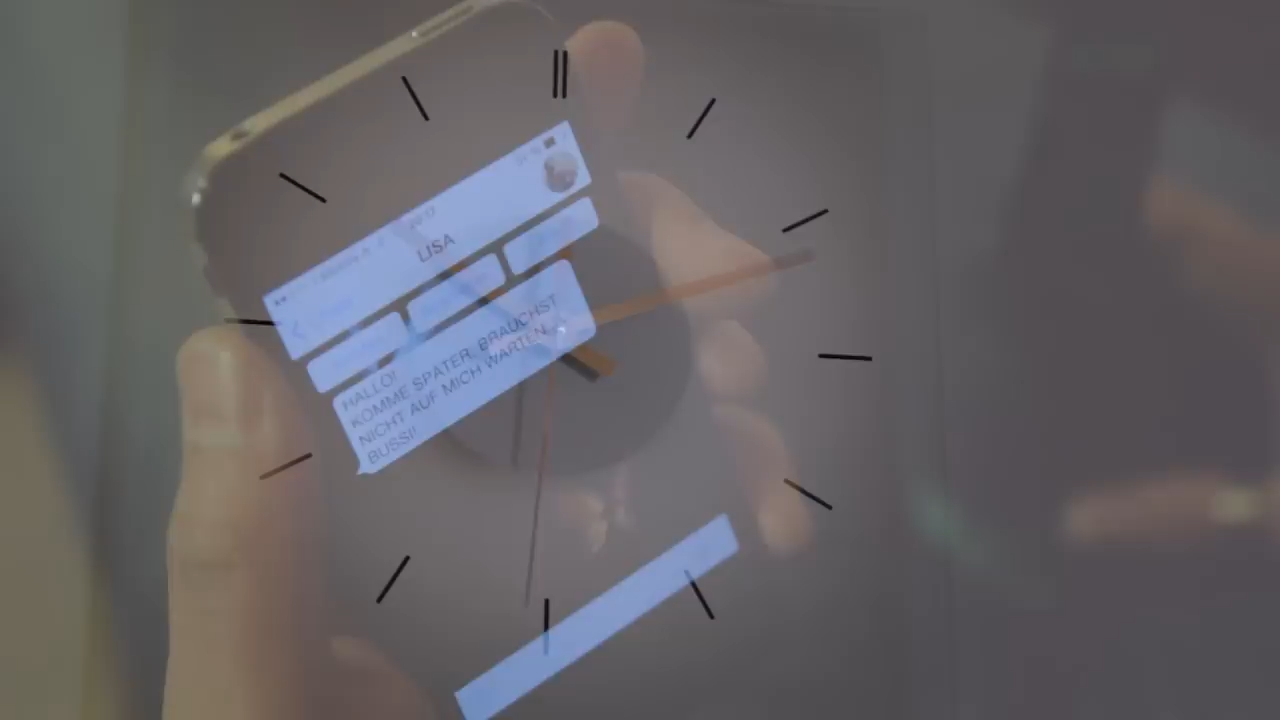 LISA
HALLO!
KOMME SPÄTER, BRAUCHST
NICHT AUF MICH WARTEN...
BUSSI!